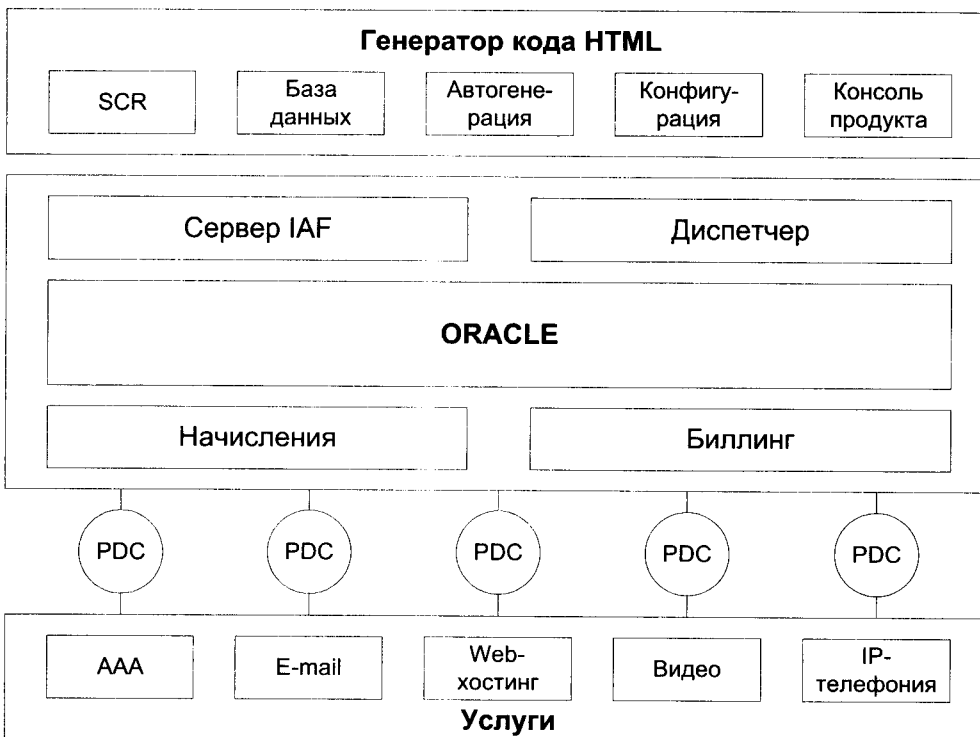 Генератор кода HTML
SCR
База
данных
Автогене-
рация
Конфигу-
рация
Консоль
продукта
Сервер IAF
Диспетчер
ORACLE
Начисления
Биллинг
PDC
PDC
PDC
PDC
PDC
AAA
E-mail
Web-
хостинг
Видео
IP-
телефония
Услуги